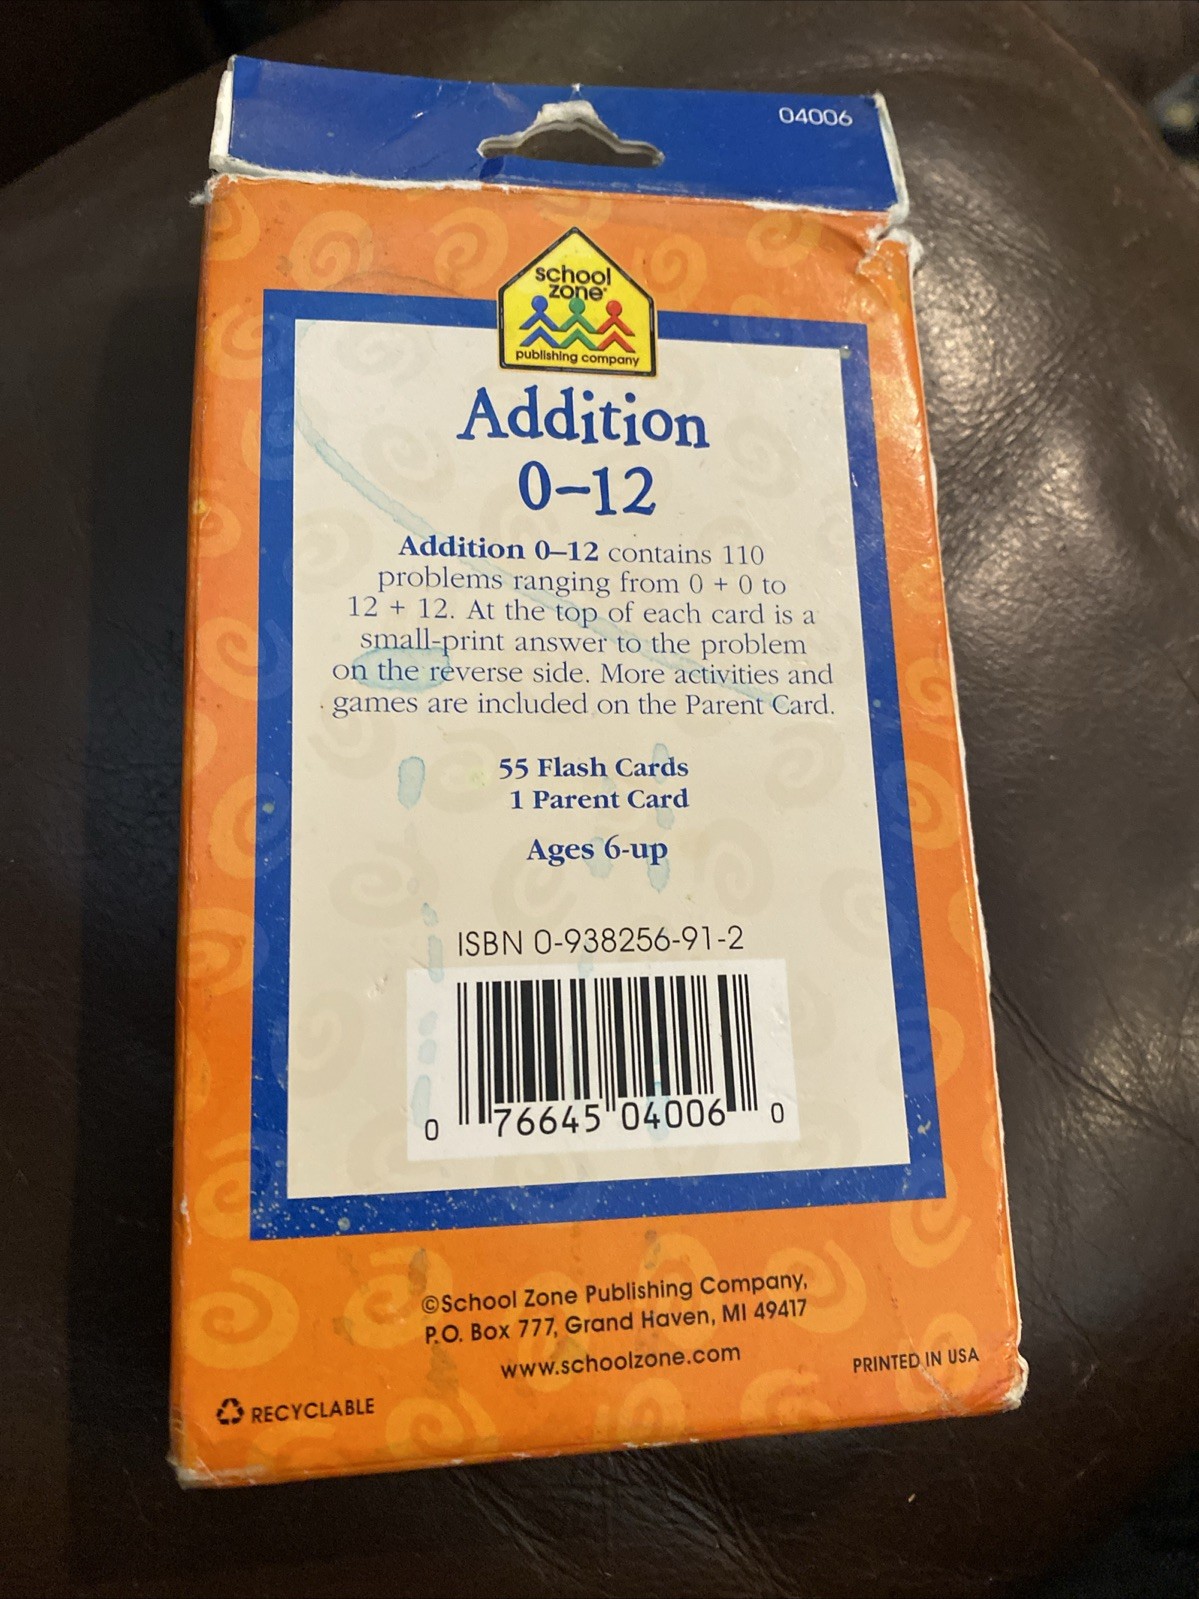 04006
school
zone®
publishing company
Addition
0–12
Addition 0–12 contains 110
problems ranging from 0 + 0 to
12 + 12. At the top of each card is a
small-print answer to the problem
on the reverse side. More activities and
games are included on the Parent Card.
55 Flash Cards
1 Parent Card
Ages 6-up
ISBN 0-938256-91-2
0 76645 04006 0
©School Zone Publishing Company,
P.O. Box 777, Grand Haven, MI 49417
www.schoolzone.com
PRINTED IN USA
RECYCLABLE